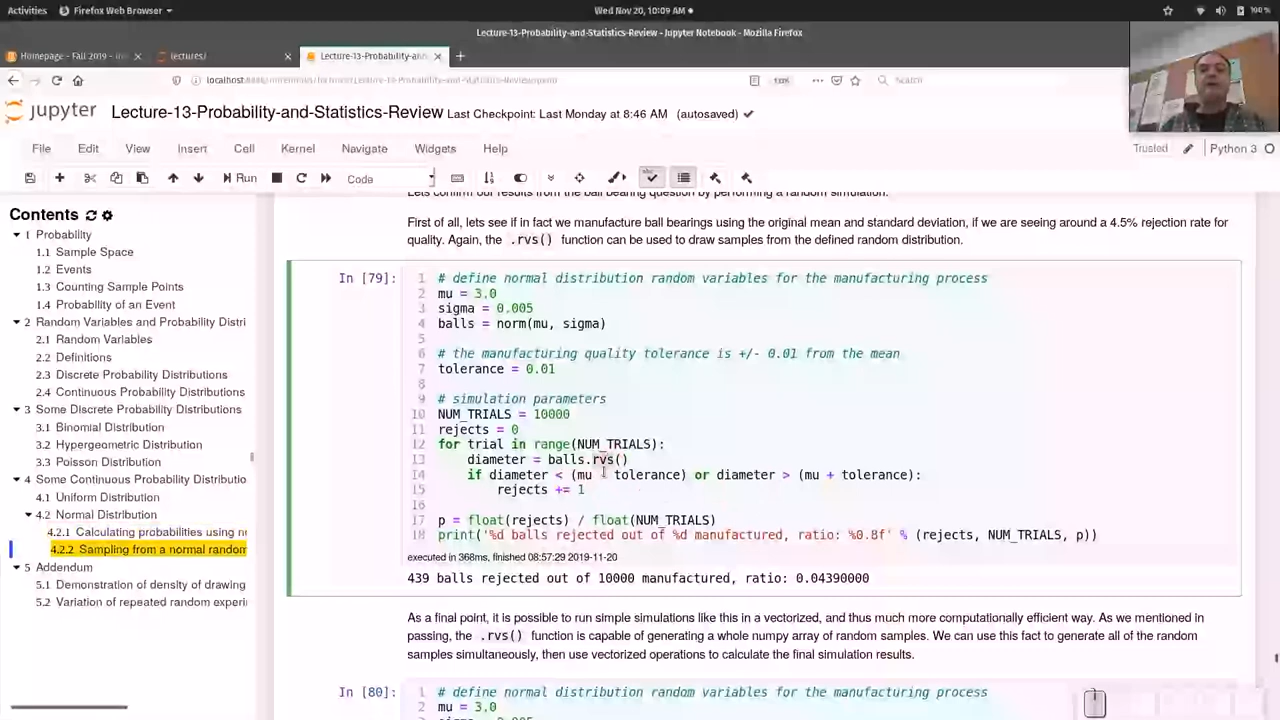 Activities Firefox Web Browser Wed Nov 20, 10:09 AM 100 %
Lecture-13-Probability-and-Statistics-Review - Jupyter Notebook - Mozilla Firefox
Homepage - Fall 2019 - lectures/ Lecture-13-Probability-an
Search
jupyter Lecture-13-Probability-and-Statistics-Review Last Checkpoint: Last Monday at 8:46 AM (autosaved)
File Edit View Insert Cell Kernel Navigate Widgets Help Trusted Python 3
Run Code
Contents
1 Probability
1.1 Sample Space
1.2 Events
1.3 Counting Sample Points
1.4 Probability of an Event
2 Random Variables and Probability Distri
2.1 Random Variables
2.2 Definitions
2.3 Discrete Probability Distributions
2.4 Continuous Probability Distributions
3 Some Discrete Probability Distributions
3.1 Binomial Distribution
3.2 Hypergeometric Distribution
3.3 Poisson Distribution
4 Some Continuous Probability Distributio
4.1 Uniform Distribution
4.2 Normal Distribution
4.2.1 Calculating probabilities using n
4.2.2 Sampling from a normal random
5 Addendum
5.1 Demonstration of density of drawing
5.2 Variation of repeated random experi
Lets confirm our results from the ball bearing question by performing a random simulation.
First of all, lets see if in fact we manufacture ball bearings using the original mean and standard deviation, if we are seeing around a 4.5% rejection rate for
quality. Again, the .rvs() function can be used to draw samples from the defined random distribution.
In [79]:
1 # define normal distribution random variables for the manufacturing process
2 mu = 3.0
3 sigma = 0.005
4 balls = norm(mu, sigma)
5
6 # the manufacturing quality tolerance is +/- 0.01 from the mean
7 tolerance = 0.01
8
9 # simulation parameters
10 NUM_TRIALS = 10000
11 rejects = 0
12 for trial in range(NUM_TRIALS):
13 diameter = balls.rvs()
14 if diameter < (mu - tolerance) or diameter > (mu + tolerance):
15 rejects += 1
16
17 p = float(rejects) / float(NUM_TRIALS)
18 print('%d balls rejected out of %d manufactured, ratio: %0.8f' % (rejects, NUM_TRIALS, p))
executed in 368ms, finished 08:57:29 2019-11-20
439 balls rejected out of 10000 manufactured, ratio: 0.04390000
As a final point, it is possible to run simple simulations like this in a vectorized, and thus much more computationally efficient way. As we mentioned in
passing, the .rvs() function is capable of generating a whole numpy array of random samples. We can use this fact to generate all of the random
samples simultaneously, then use vectorized operations to calculate the final simulation results.
In [80]:
1 # define normal distribution random variables for the manufacturing process
2 mu = 3.0